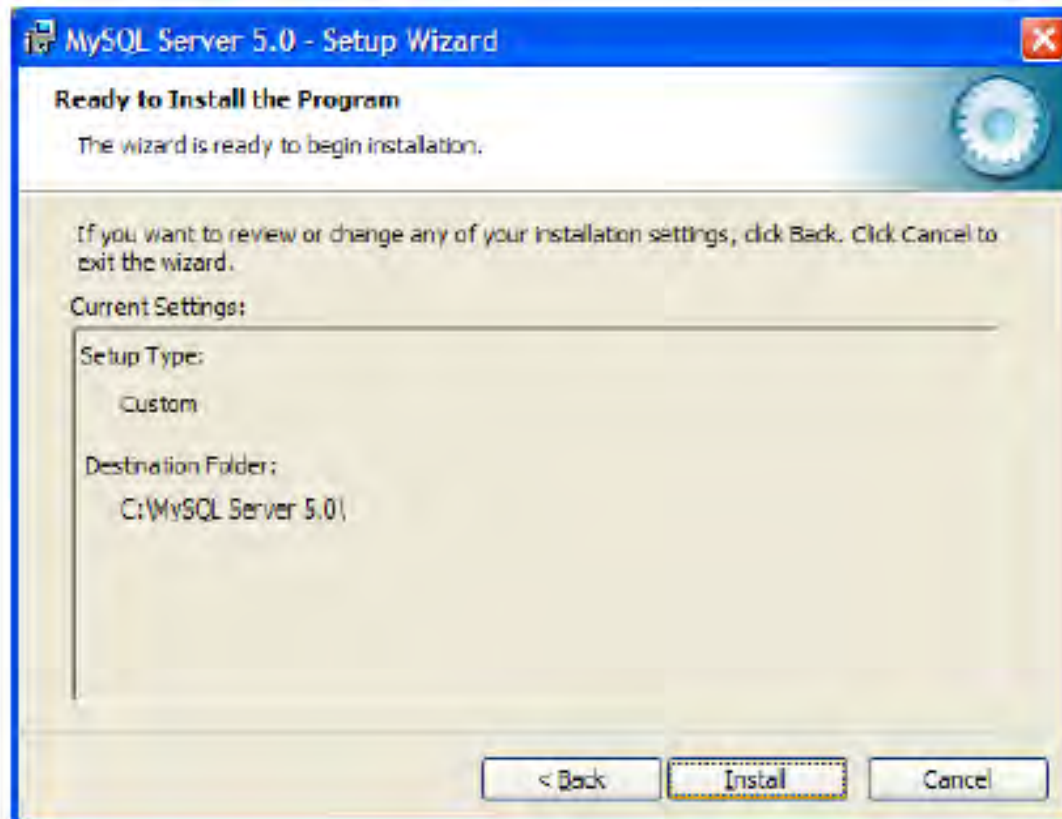 MySQL Server 5.0 - Setup Wizard
Ready to Install the Program
The wizard is ready to begin installation.
If you want to review or change any of your installation settings, click Back. Click Cancel to
exit the wizard.
Current Settings:
Setup Type:
Custom
Destination Folder:
C:\MySQL Server 5.0\
< Back
Install
Cancel